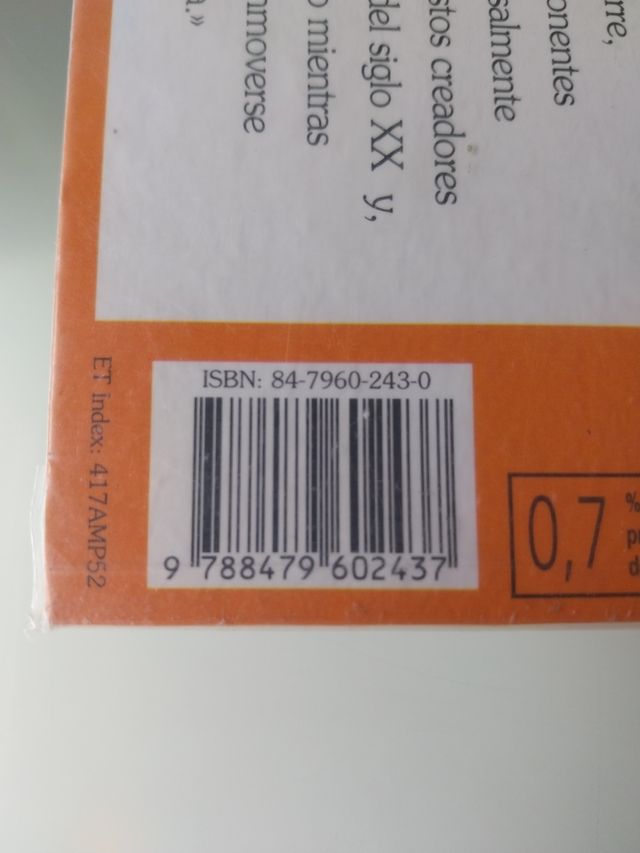 rre,
onentes
salmente
stos creadores
del siglo XX y,
o mientras
nmoverse
a.»
ET index: 417AMP52
ISBN: 84-7960-243-0
9 788479 602437
0,7 %